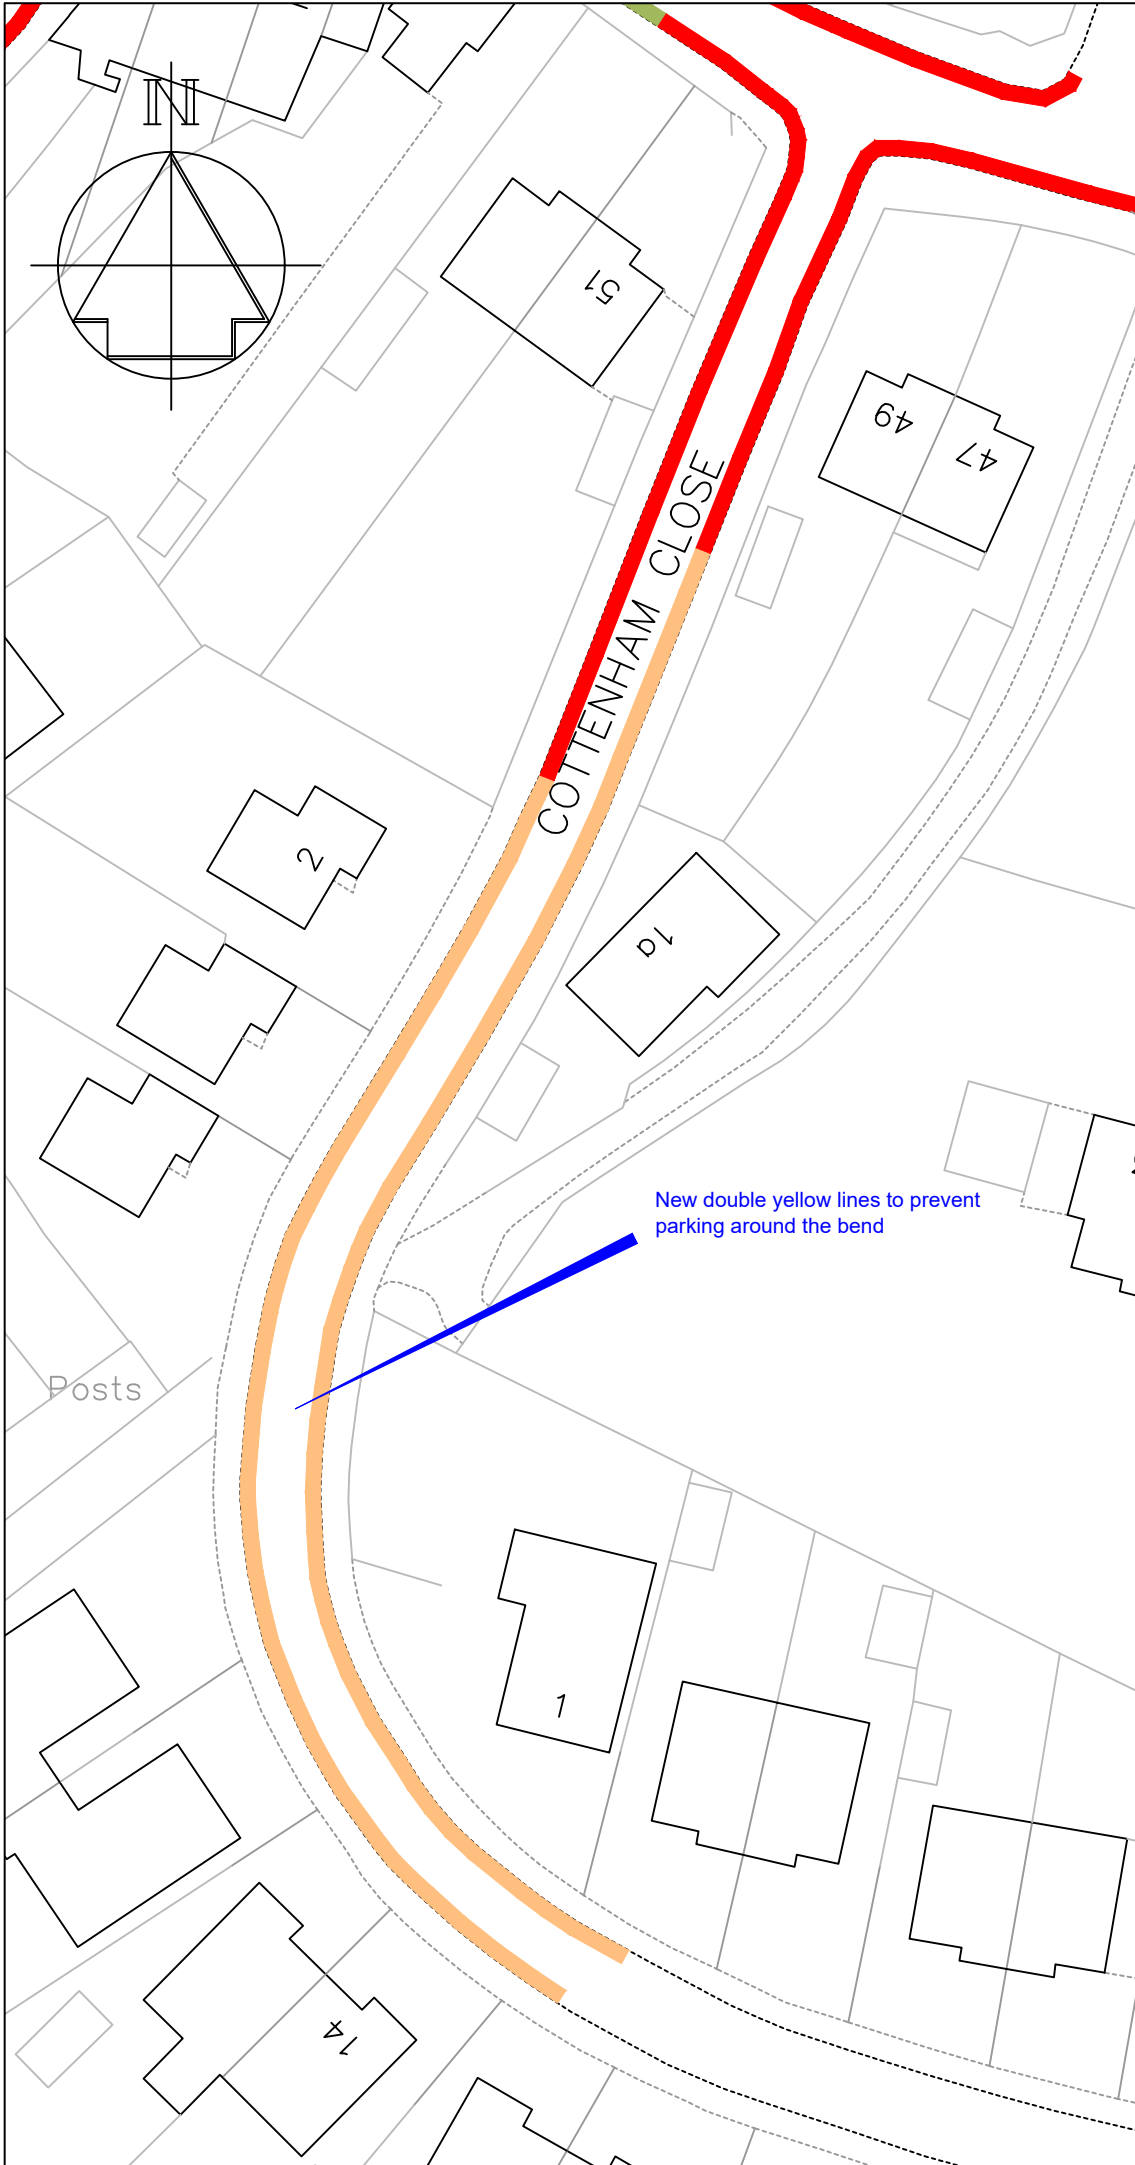 N
51
49
47
COTTENHAM CLOSE
2
1a
New double yellow lines to prevent
parking around the bend
Posts
1
14